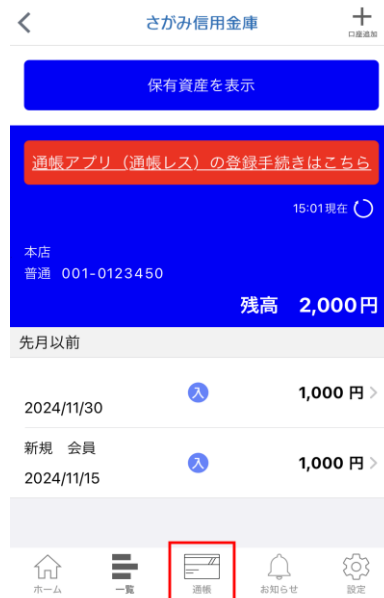 さがみ信用金庫
口座追加
保有資産を表示
通帳アプリ（通帳レス）の登録手続きはこちら
15:01現在
本店
普通 001-0123450
残高 2,000円
先月以前
入 1,000 円
2024/11/30
新規 会員
入 1,000 円
2024/11/15
ホーム 一覧 通帳 お知らせ 設定